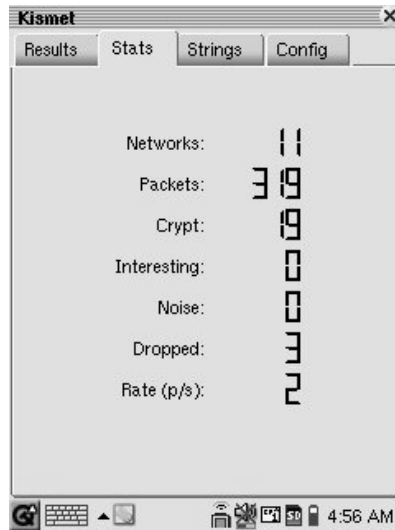 Kismet
Results Stats Strings Config
Networks: 11
Packets: 319
Crypt: 19
Interesting: 0
Noise: 0
Dropped: 3
Rate (p/s): 2
4:56 AM